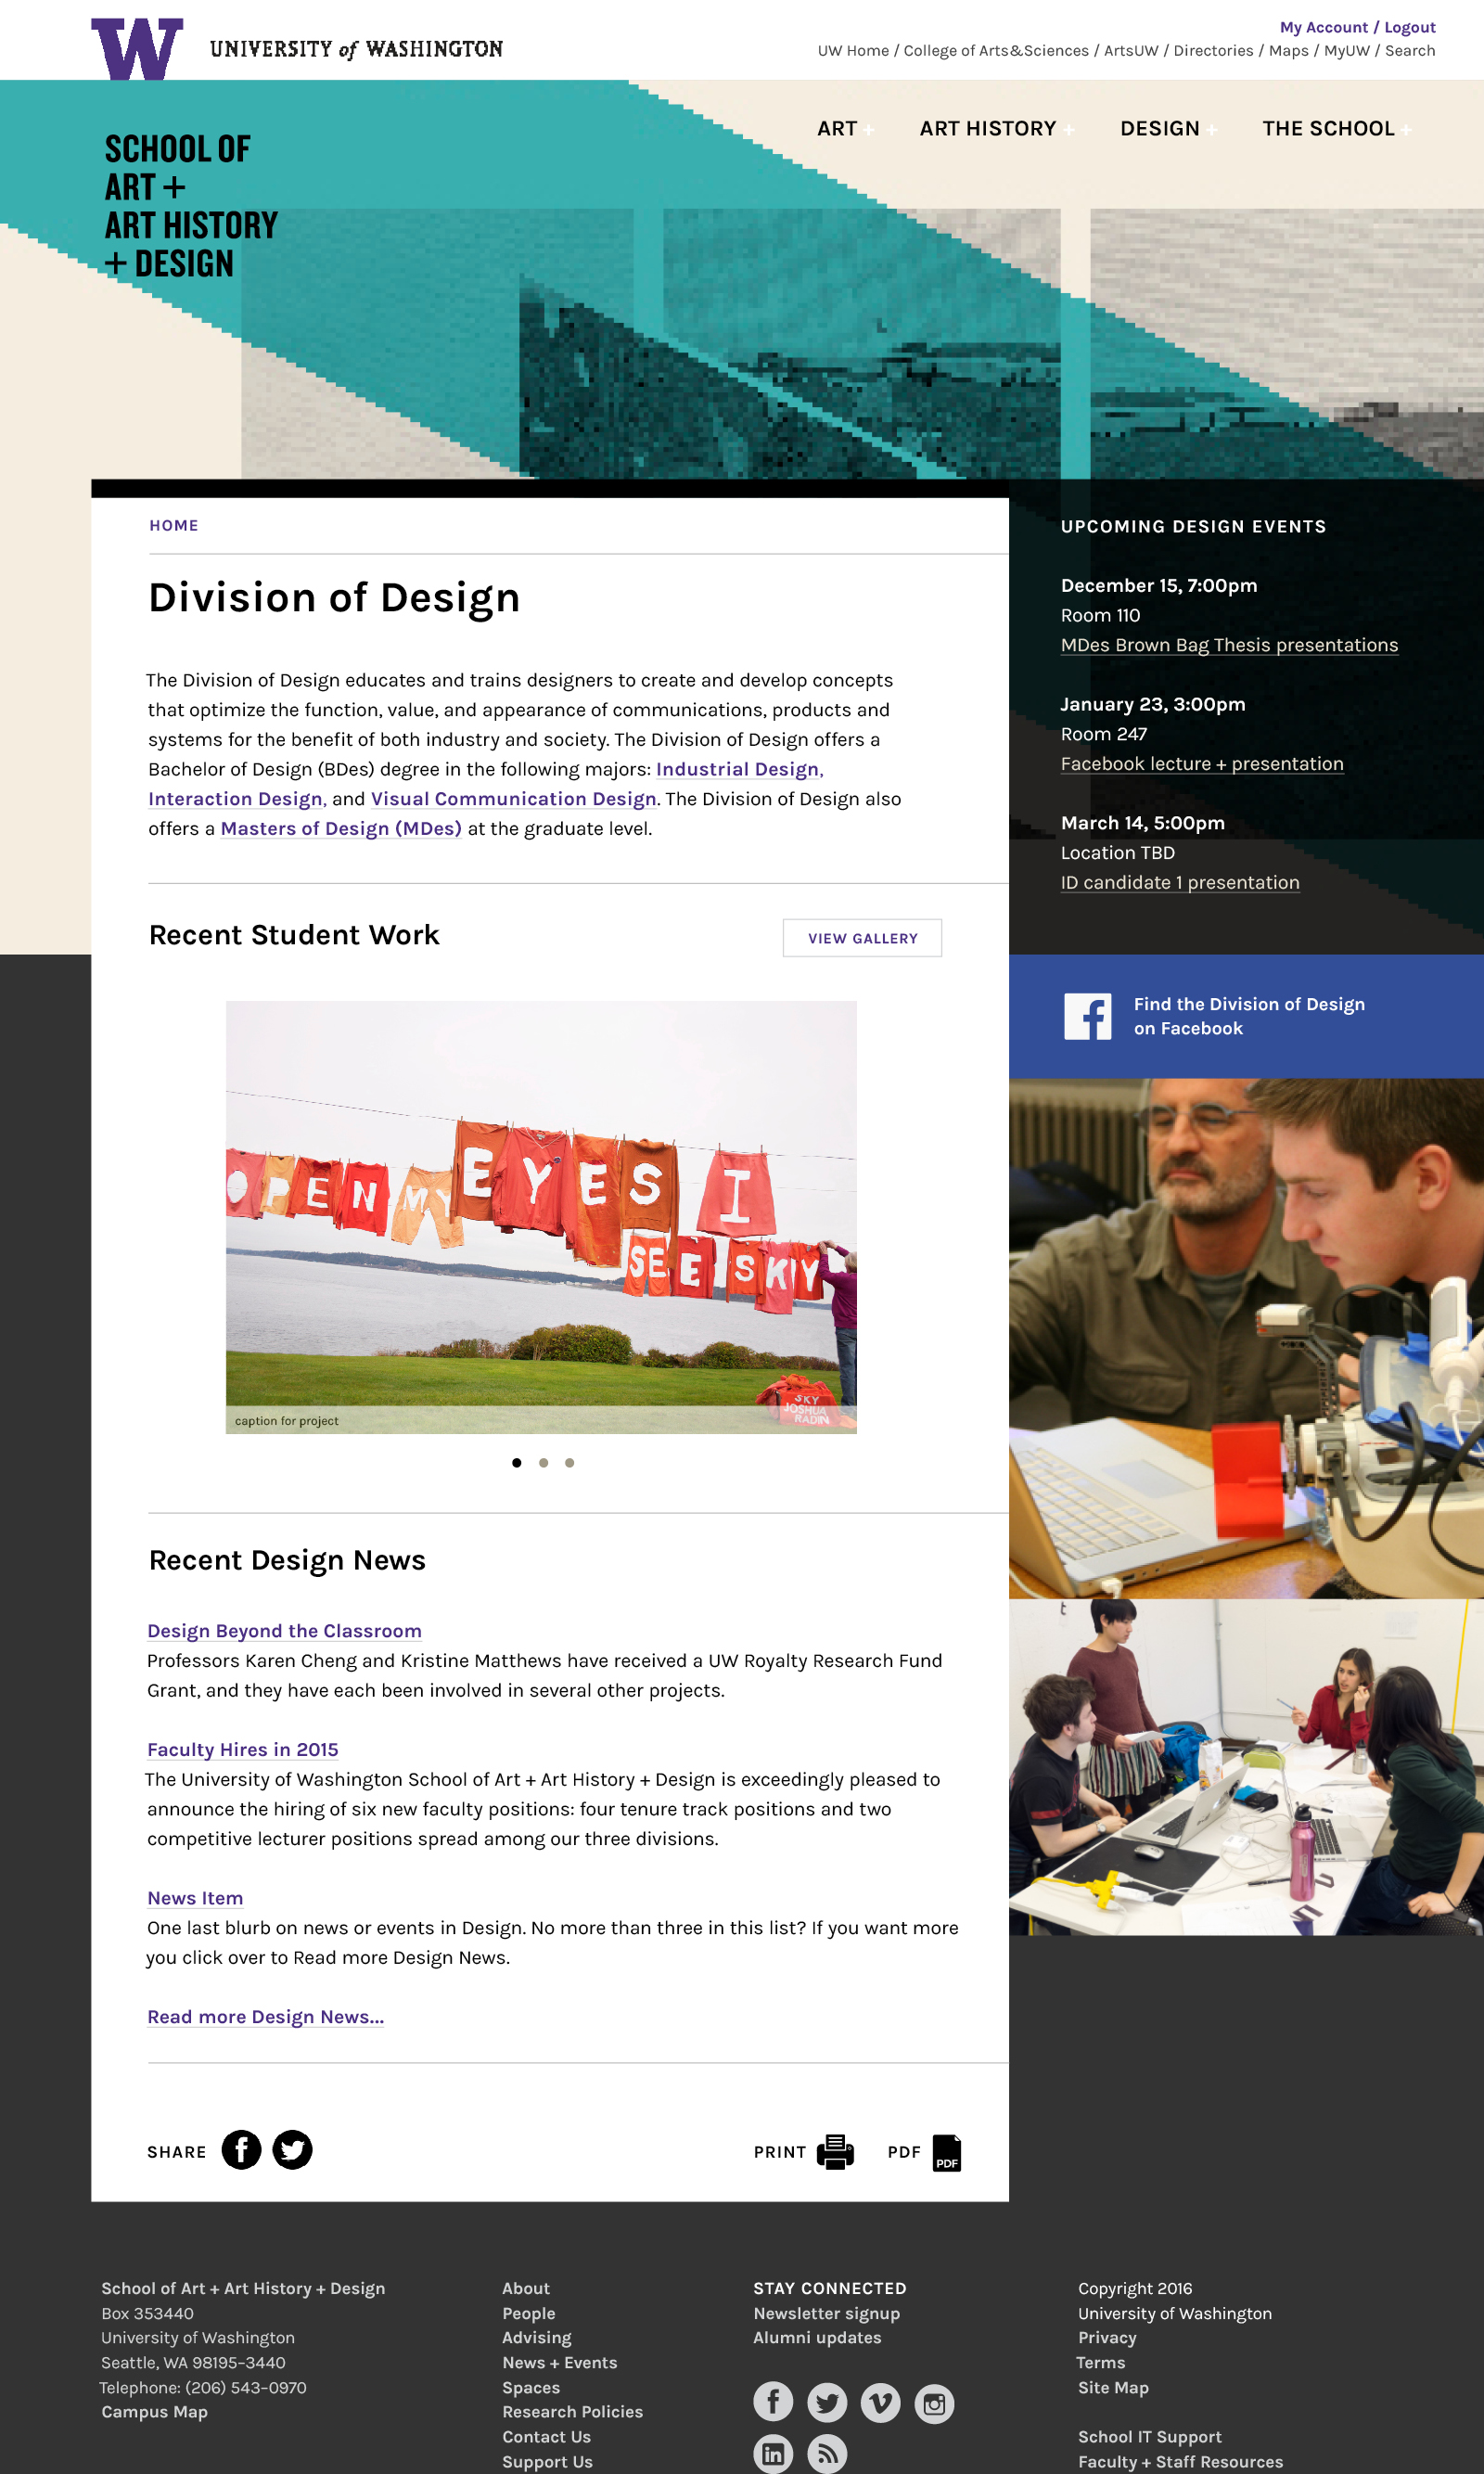 W
UNIVERSITY of WASHINGTON
My Account / Logout
UW Home / College of Arts&Sciences / ArtsUW / Directories / Maps / MyUW / Search
SCHOOL OF
ART +
ART HISTORY
+ DESIGN
ART +
ART HISTORY +
DESIGN +
THE SCHOOL +
HOME
Division of Design
The Division of Design educates and trains designers to create and develop concepts
that optimize the function, value, and appearance of communications, products and
systems for the benefit of both industry and society. The Division of Design offers a
Bachelor of Design (BDes) degree in the following majors: Industrial Design,
Interaction Design, and Visual Communication Design. The Division of Design also
offers a Masters of Design (MDes) at the graduate level.
Recent Student Work
VIEW GALLERY
OPEN MY EYES I
SEE SKY
SKY
JOSHUA
RADIN
caption for project
Recent Design News
Design Beyond the Classroom
Professors Karen Cheng and Kristine Matthews have received a UW Royalty Research Fund
Grant, and they have each been involved in several other projects.
Faculty Hires in 2015
The University of Washington School of Art + Art History + Design is exceedingly pleased to
announce the hiring of six new faculty positions: four tenure track positions and two
competitive lecturer positions spread among our three divisions.
News Item
One last blurb on news or events in Design. No more than three in this list? If you want more
you click over to Read more Design News.
Read more Design News...
SHARE
PRINT
PDF
PDF
UPCOMING DESIGN EVENTS
December 15, 7:00pm
Room 110
MDes Brown Bag Thesis presentations
January 23, 3:00pm
Room 247
Facebook lecture + presentation
March 14, 5:00pm
Location TBD
ID candidate 1 presentation
Find the Division of Design
on Facebook
School of Art + Art History + Design
Box 353440
University of Washington
Seattle, WA 98195-3440
Telephone: (206) 543-0970
Campus Map
About
People
Advising
News + Events
Spaces
Research Policies
Contact Us
Support Us
STAY CONNECTED
Newsletter signup
Alumni updates
Copyright 2016
University of Washington
Privacy
Terms
Site Map
School IT Support
Faculty + Staff Resources